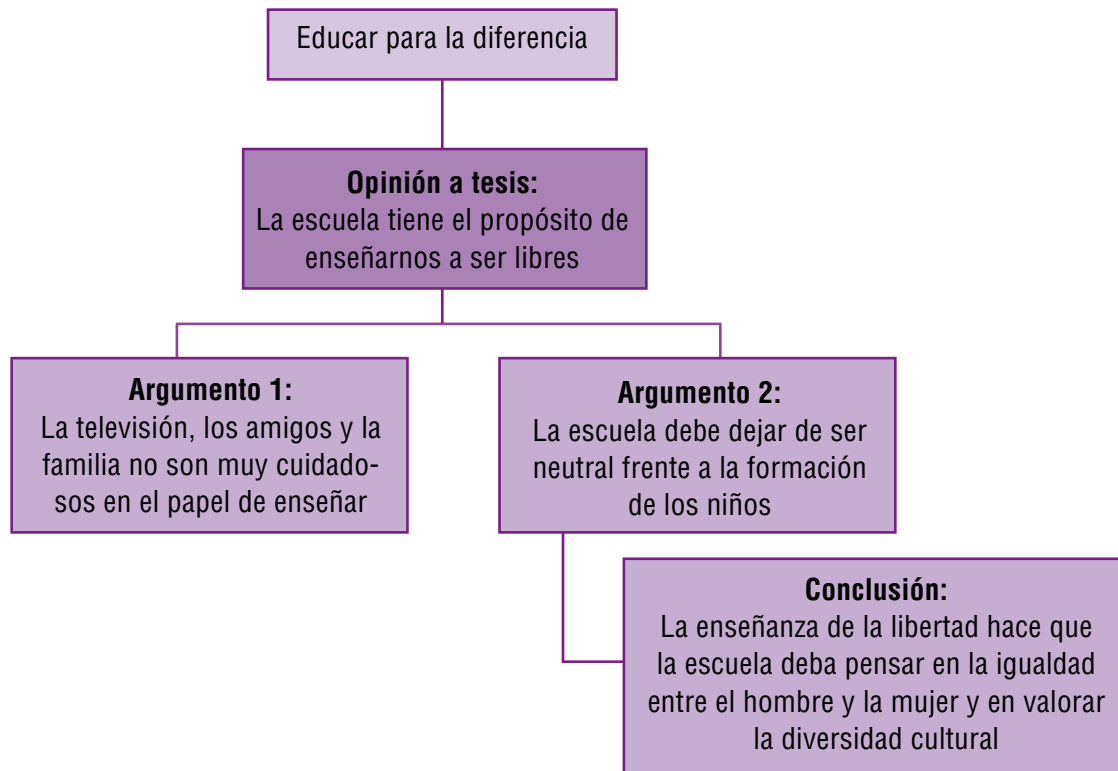 Educar para la diferencia
Opinión a tesis:
La escuela tiene el propósito de
enseñarnos a ser libres
Argumento 1:
La televisión, los amigos y la
familia no son muy cuidado-
sos en el papel de enseñar
Argumento 2:
La escuela debe dejar de ser
neutral frente a la formación
de los niños
Conclusión:
La enseñanza de la libertad hace que
la escuela deba pensar en la igualdad
entre el hombre y la mujer y en valorar
la diversidad cultural